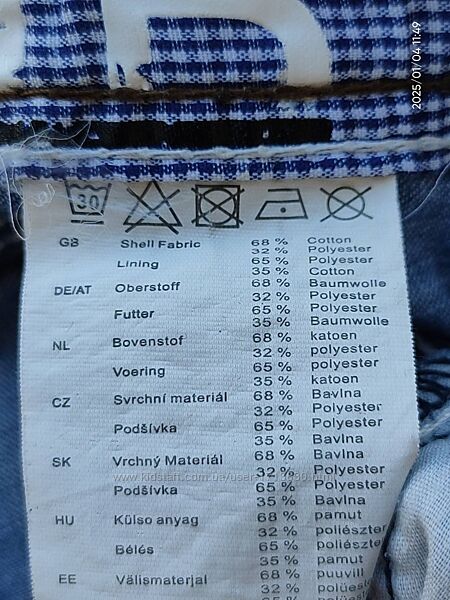 2025/01/04 11:49
30
GB Shell Fabric 68 % Cotton
32 % Polyester
Lining 65 % Polyester
35 % Cotton
DE/AT Oberstoff 68 % Baumwolle
32 % Polyester
Futter 65 % Polyester
35 % Baumwolle
NL Bovenstof 68 % katoen
32 % polyester
Voering 65 % polyester
35 % katoen
CZ Svrchní materiál 68 % Bavlna
32 % Polyester
Podšívka 65 % Polyester
35 % Bavlna
SK Vrchný Materiál 68 % Bavlna
32 % Polyester
Podšívka 65 % Polyester
35 % Bavlna
HU Külso anyag 68 % pamut
32 % poliészter
Bélés 65 % poliészter
35 % pamut
EE Välismaterjal 68 % puuvill
32 %
65 %